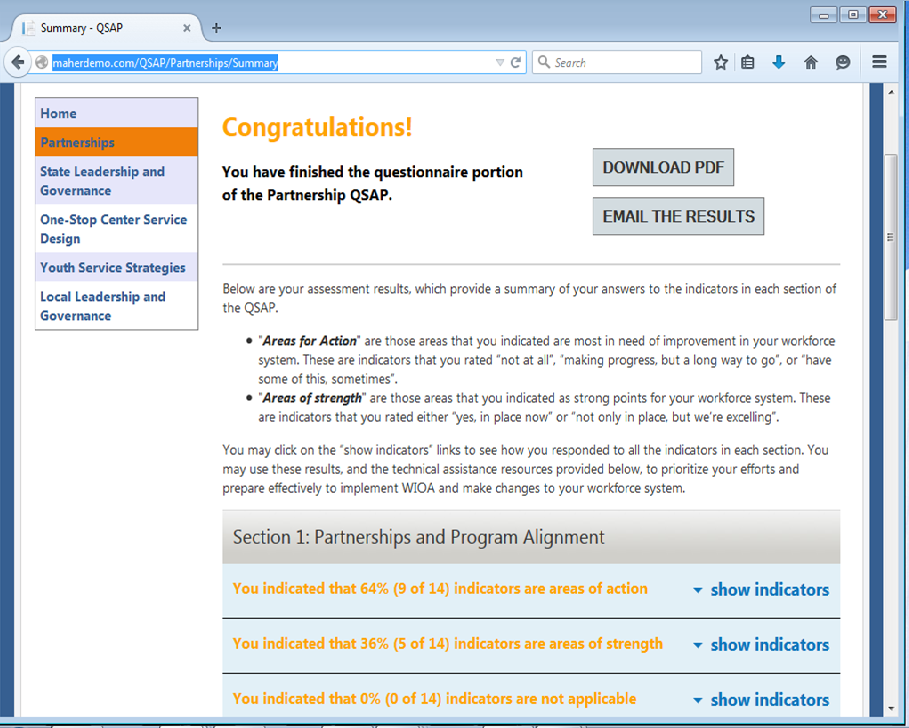 Summary - QSAP
maherdemo.com/QSAP/Partnerships/Summary
Search
Home
Partnerships
State Leadership and
Governance
One-Stop Center Service
Design
Youth Service Strategies
Local Leadership and
Governance
Congratulations!
You have finished the questionnaire portion
of the Partnership QSAP.
DOWNLOAD PDF
EMAIL THE RESULTS
Below are your assessment results, which provide a summary of your answers to the indicators in each section of
the QSAP.
• "Areas for Action" are those areas that you indicated are most in need of improvement in your workforce
system. These are indicators that you rated "not at all", "making progress, but a long way to go", or "have
some of this, sometimes".
• "Areas of strength" are those areas that you indicated as strong points for your workforce system. These
are indicators that you rated either "yes, in place now" or "not only in place, but we're excelling".
You may click on the "show indicators" links to see how you responded to all the indicators in each section. You
may use these results, and the technical assistance resources provided below, to prioritize your efforts and
prepare effectively to implement WIOA and make changes to your workforce system.
Section 1: Partnerships and Program Alignment
You indicated that 64% (9 of 14) indicators are areas of action show indicators
You indicated that 36% (5 of 14) indicators are areas of strength show indicators
You indicated that 0% (0 of 14) indicators are not applicable show indicators